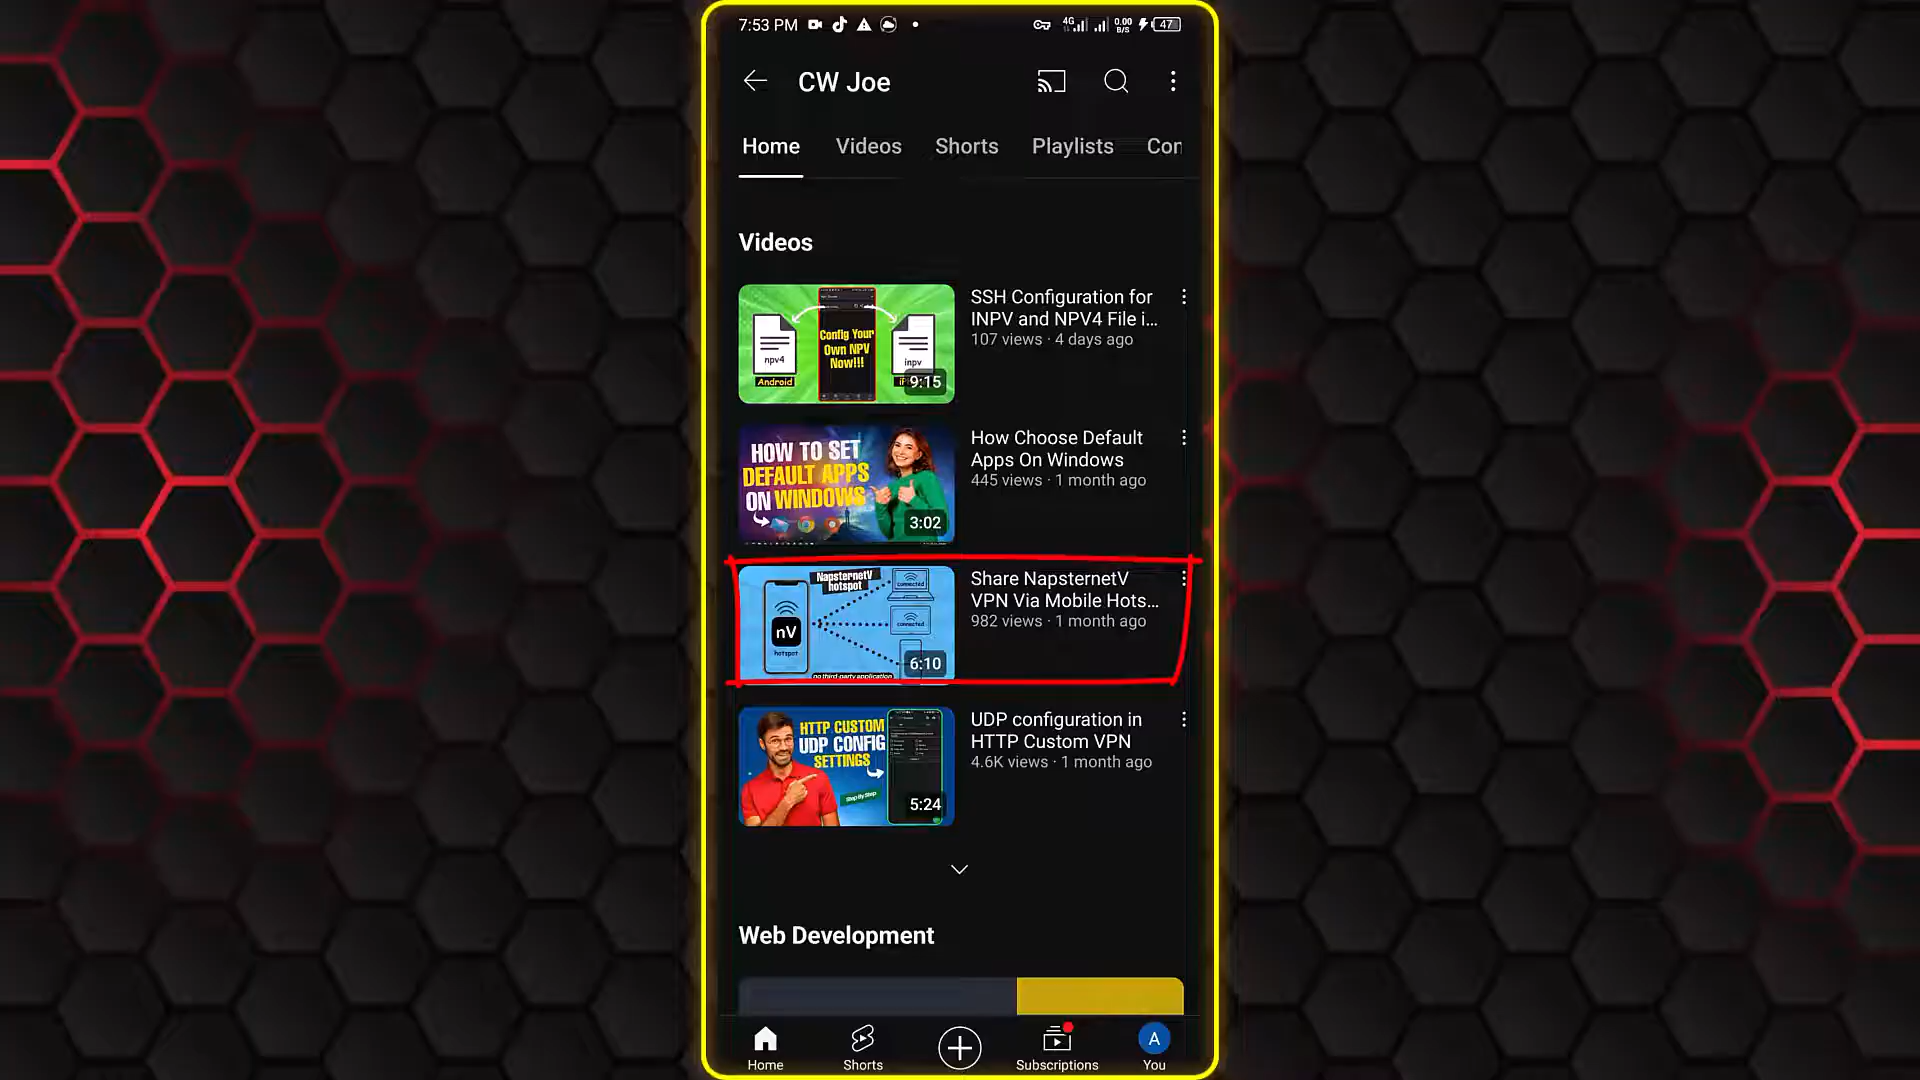 7:53 PM
4G
0.00 B/S
47
CW Joe
Home Videos Shorts Playlists Con
Videos
Config Your
Own NPV
Now!!!
npv4
Android
inpv
9:15
SSH Configuration for
INPV and NPV4 File i...
107 views · 4 days ago
HOW TO SET
DEFAULT APPS
ON WINDOWS
3:02
How Choose Default
Apps On Windows
445 views · 1 month ago
NapsternetV
hotspot
connected
connected
nV
hotspot
6:10
no third-party application
Share NapsternetV
VPN Via Mobile Hots...
982 views · 1 month ago
HTTP CUSTOM
UDP CONFIG
SETTINGS
Step By Step
5:24
UDP configuration in
HTTP Custom VPN
4.6K views · 1 month ago
Web Development
A
Home Shorts Subscriptions You